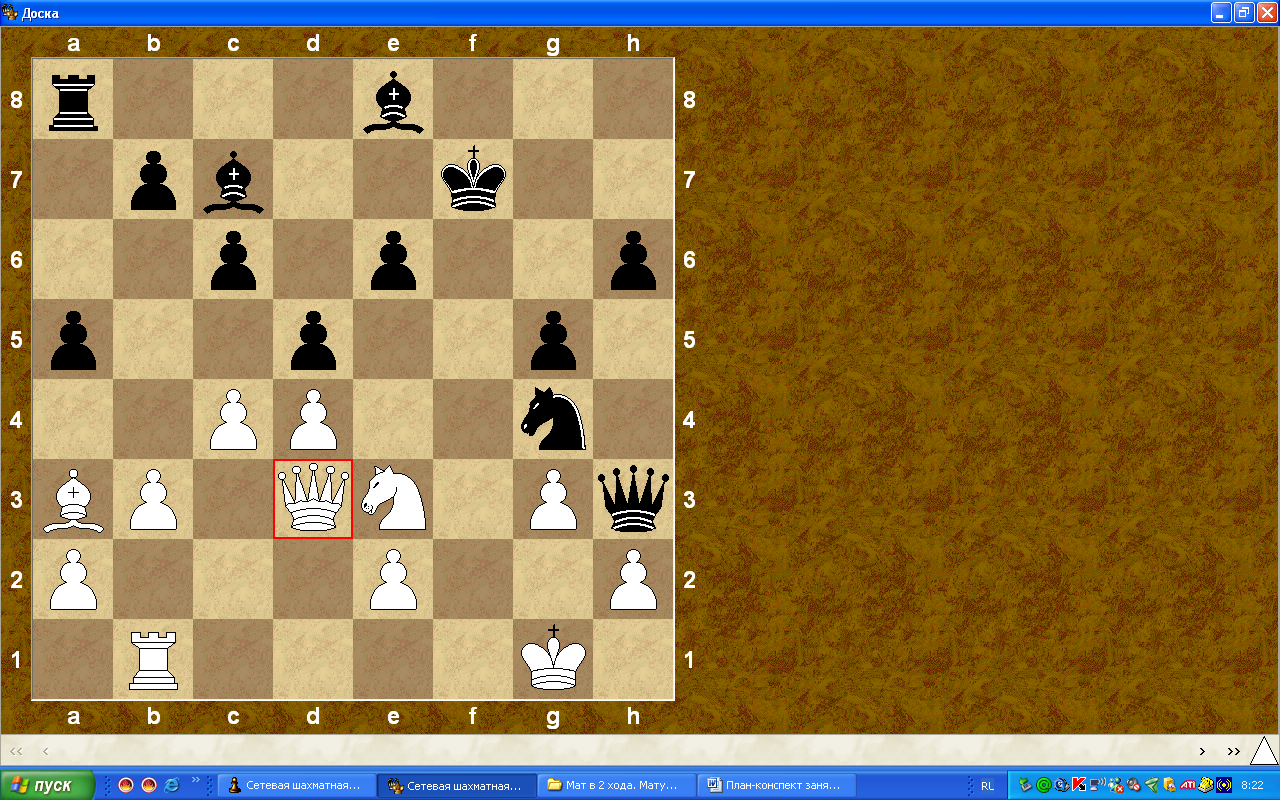 Доска
a b c d e f g h
8 8
7 7
6 6
5 5
4 4
3 3
2 2
1 1
a b c d e f g h
<< < > >>
пуск » Сетевая шахматная... Сетевая шахматная... Мат в 2 хода. Мату... План-конспект заня... RL ATI 8:22